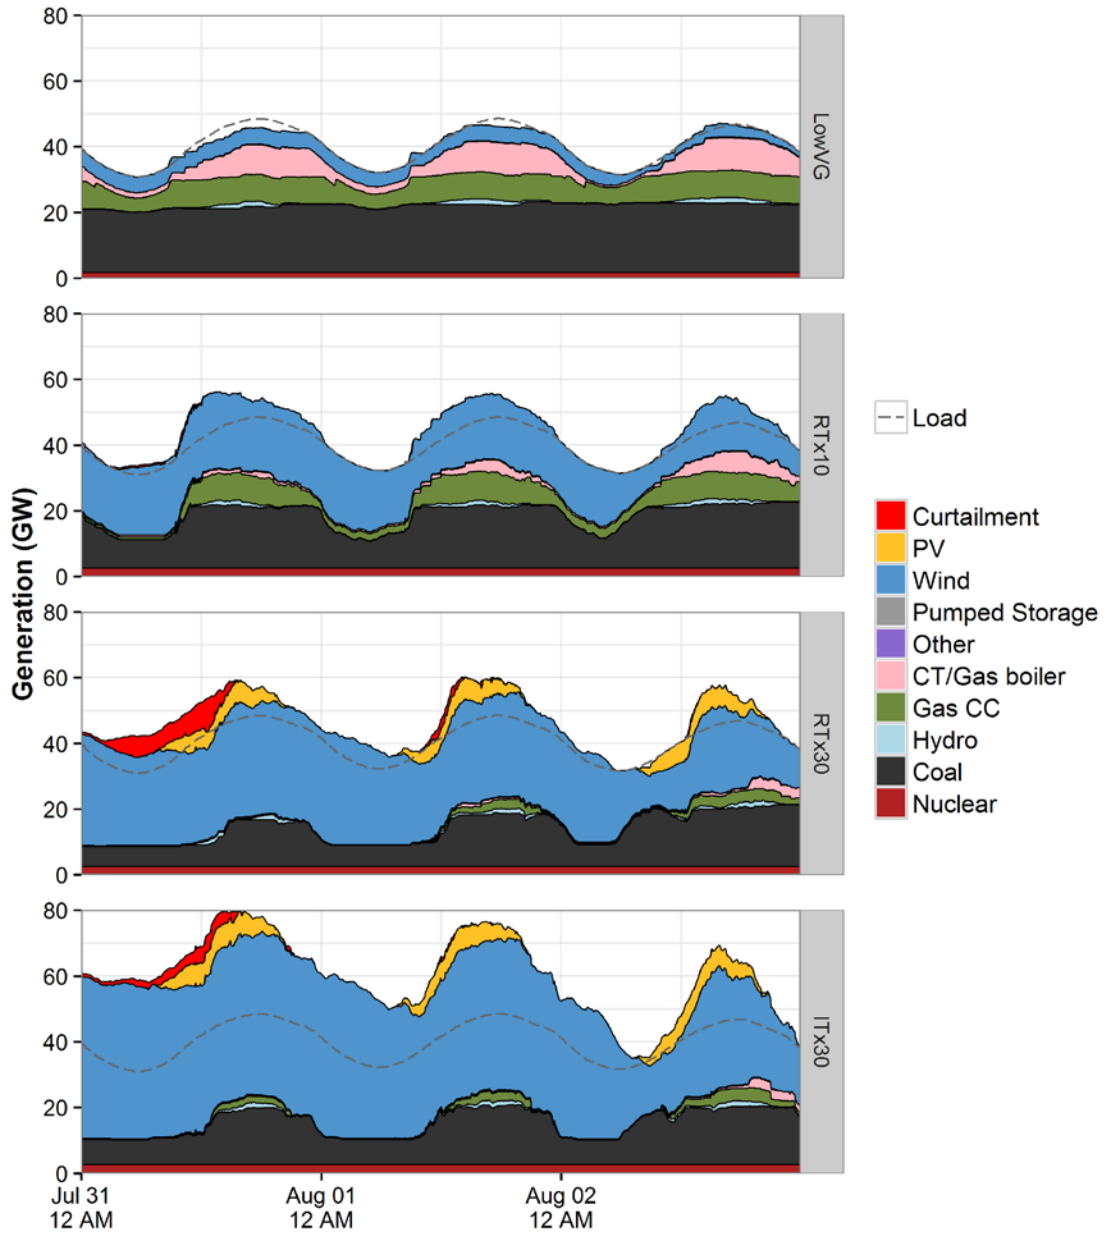 80
60
40
20
0
LowVG
80
60
40
20
0
RTx10
80
60
40
20
0
RTx30
80
60
40
20
0
ITx30
Generation (GW)
Jul 31
12 AM
Aug 01
12 AM
Aug 02
12 AM
Load
Curtailment
PV
Wind
Pumped Storage
Other
CT/Gas boiler
Gas CC
Hydro
Coal
Nuclear